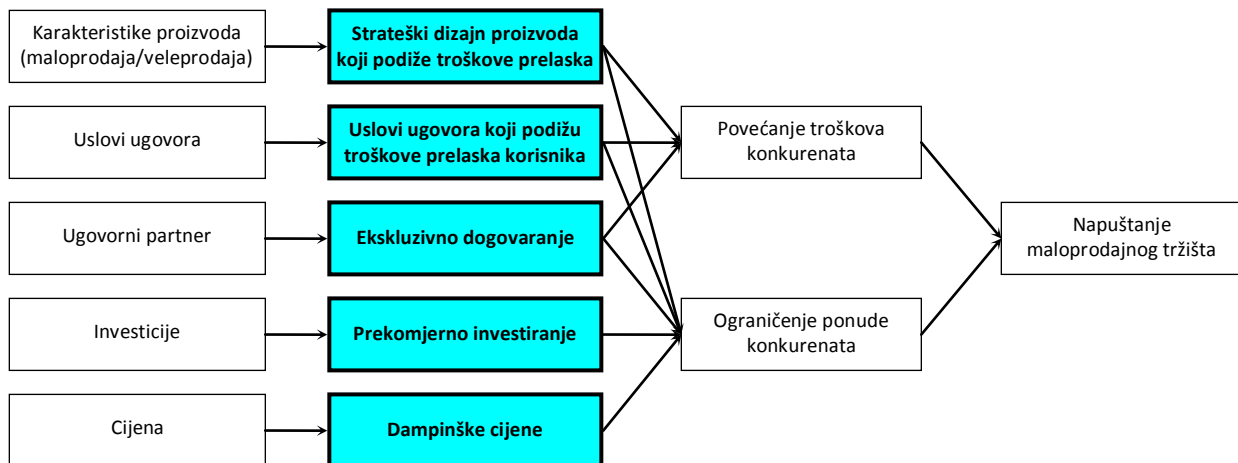 Karakteristike proizvoda
(maloprodaja/veleprodaja)
Strateški dizajn proizvoda
koji podiže troškove prelaska
Uslovi ugovora
Uslovi ugovora koji podižu
troškove prelaska korisnika
Povećanje troškova
konkurenata
Ugovorni partner
Ekskluzivno dogovaranje
Napuštanje
maloprodajnog tržišta
Investicije
Prekomjerno investiranje
Ograničenje ponude
konkurenata
Cijena
Dampinške cijene